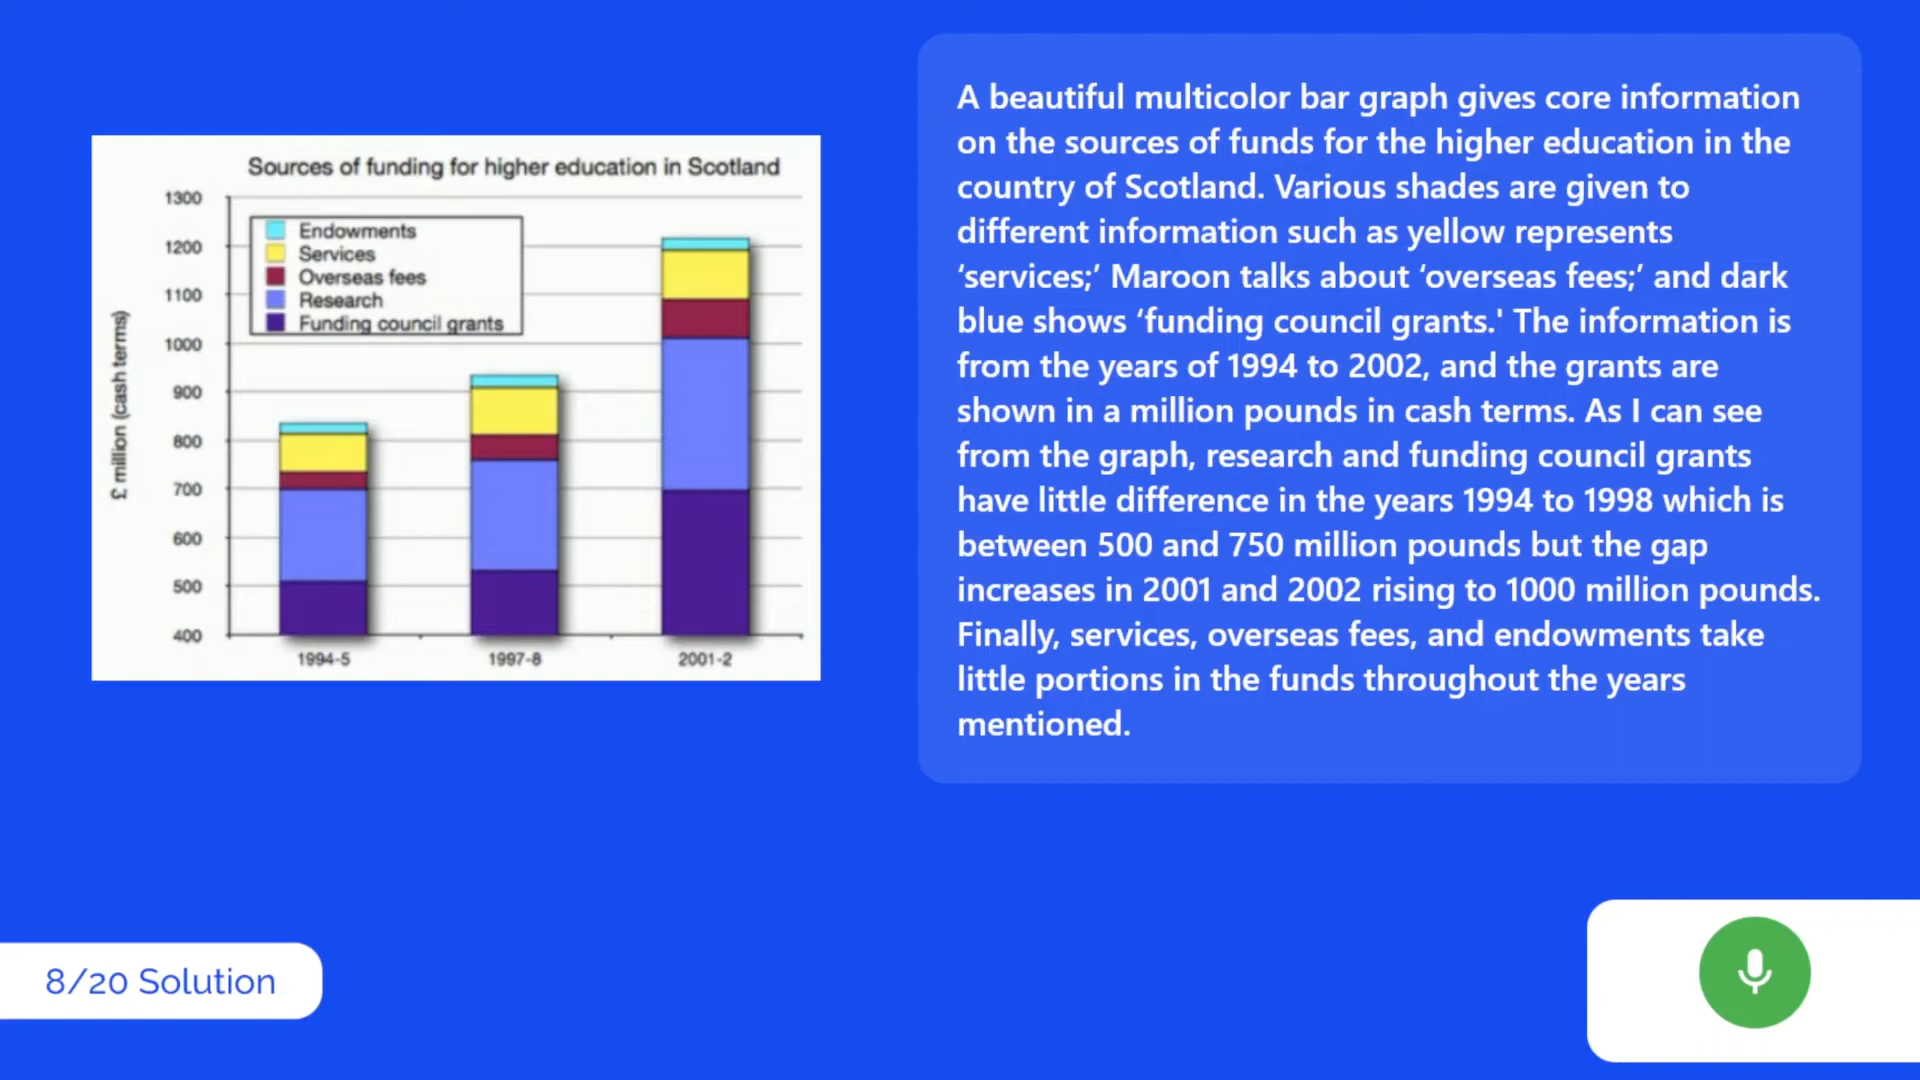 Sources of funding for higher education in Scotland
1300
1200
1100
1000
900
800
700
600
500
400
£ million (cash terms)
Endowments
Services
Overseas fees
Research
Funding council grants
1994-5
1997-8
2001-2
A beautiful multicolor bar graph gives core information
on the sources of funds for the higher education in the
country of Scotland. Various shades are given to
different information such as yellow represents
‘services;’ Maroon talks about ‘overseas fees;’ and dark
blue shows ‘funding council grants.' The information is
from the years of 1994 to 2002, and the grants are
shown in a million pounds in cash terms. As I can see
from the graph, research and funding council grants
have little difference in the years 1994 to 1998 which is
between 500 and 750 million pounds but the gap
increases in 2001 and 2002 rising to 1000 million pounds.
Finally, services, overseas fees, and endowments take
little portions in the funds throughout the years
mentioned.
8/20 Solution